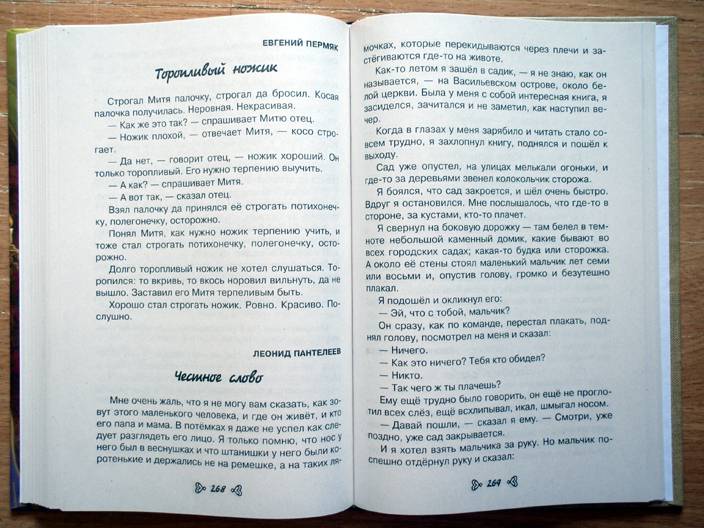 ЕВГЕНИЙ ПЕРМЯК
Торопливый ножик
Строгал Митя палочку, строгал да бросил. Косая
палочка получилась. Неровная. Некрасивая.
— Как же это так? — спрашивает Митю отец.
— Ножик плохой, — отвечает Митя, — косо стро-
гает.
— Да нет, — говорит отец, — ножик хороший. Он
только торопливый. Его нужно терпению выучить.
— А как? — спрашивает Митя.
— А вот так, — сказал отец.
Взял палочку да принялся её строгать потихонеч-
ку, полегонечку, осторожно.
Понял Митя, как нужно ножик терпению учить, и
тоже стал строгать потихонечку, полегонечку, осто-
рожно.
Долго торопливый ножик не хотел слушаться. То-
ропился: то вкривь, то вкось норовил вильнуть, да не
вышло. Заставил его Митя терпеливым быть.
Хорошо стал строгать ножик. Ровно. Красиво. По-
слушно.
ЛЕОНИД ПАНТЕЛЕЕВ
Честное слово
Мне очень жаль, что я не могу вам сказать, как зо-
вут этого маленького человека, и где он живёт, и кто
его папа и мама. В потёмках я даже не успел как сле-
дует разглядеть его лицо. Я только помню, что нос у
него был в веснушках и что штанишки у него были ко-
ротенькие и держались не на ремешке, а на таких ля-
268
мочках, которые перекидываются через плечи и за-
стёгиваются где-то на животе.
Как-то летом я зашёл в садик, — я не знаю, как он
называется, — на Васильевском острове, около бе-
лой церкви. Была у меня с собой интересная книга, я
засиделся, зачитался и не заметил, как наступил ве-
чер.
Когда в глазах у меня зарябило и читать стало со-
всем трудно, я захлопнул книгу, поднялся и пошёл к
выходу.
Сад уже опустел, на улицах мелькали огоньки, и
где-то за деревьями звенел колокольчик сторожа.
Я боялся, что сад закроется, и шёл очень быстро.
Вдруг я остановился. Мне послышалось, что где-то в
стороне, за кустами, кто-то плачет.
Я свернул на боковую дорожку — там белел в тем-
ноте небольшой каменный домик, какие бывают во
всех городских садах; какая-то будка или сторожка.
А около её стены стоял маленький мальчик лет семи
или восьми и, опустив голову, громко и безутешно
плакал.
Я подошёл и окликнул его:
— Эй, что с тобой, мальчик?
Он сразу, как по команде, перестал плакать, под-
нял голову, посмотрел на меня и сказал:
— Ничего.
— Как это ничего? Тебя кто обидел?
— Никто.
— Так чего ж ты плачешь?
Ему ещё трудно было говорить, он ещё не прогло-
тил всех слёз, ещё всхлипывал, икал, шмыгал носом.
— Давай пошли, — сказал я ему. — Смотри, уже
поздно, уже сад закрывается.
И я хотел взять мальчика за руку. Но мальчик по-
спешно отдёрнул руку и сказал:
269